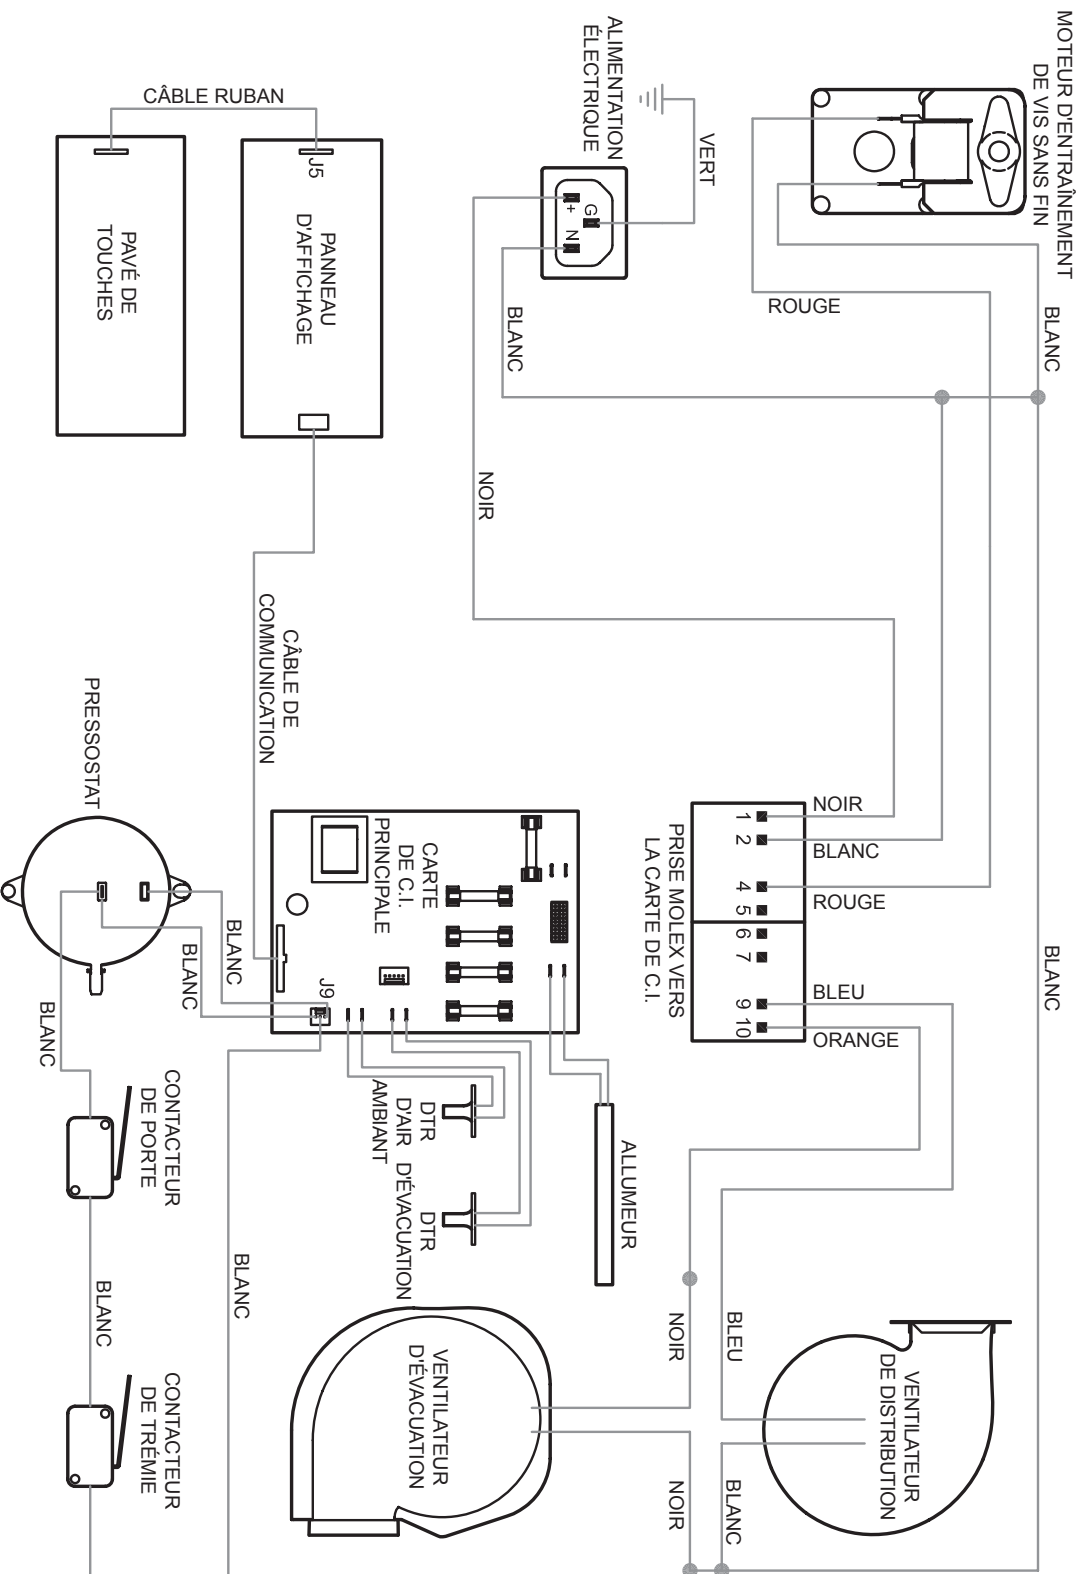 MOTEUR D'ENTRAÎNEMENT
DE VIS SANS FIN
BLANC
ROUGE
ALIMENTATION
ÉLECTRIQUE
VERT
+
G
N
BLANC
NOIR
CÂBLE RUBAN
J5
PANNEAU
D'AFFICHAGE
PAVÉ DE
TOUCHES
CÂBLE DE
COMMUNICATION
NOIR
BLANC
ROUGE
BLEU
ORANGE
1
2
4
5
6
7
9
10
PRISE MOLEX VERS
LA CARTE DE C.I.
BLANC
CARTE
DE C.I.
PRINCIPALE
J9
PRESSOSTAT
BLANC
BLANC
BLANC
ALLUMEUR
DTR
D'AIR
AMBIANT
DTR
D'ÉVACUATION
CONTACTEUR
DE PORTE
BLANC
BLANC
CONTACTEUR
DE TRÉMIE
VENTILATEUR
D'ÉVACUATION
NOIR
NOIR
BLEU
BLANC
VENTILATEUR
DE DISTRIBUTION